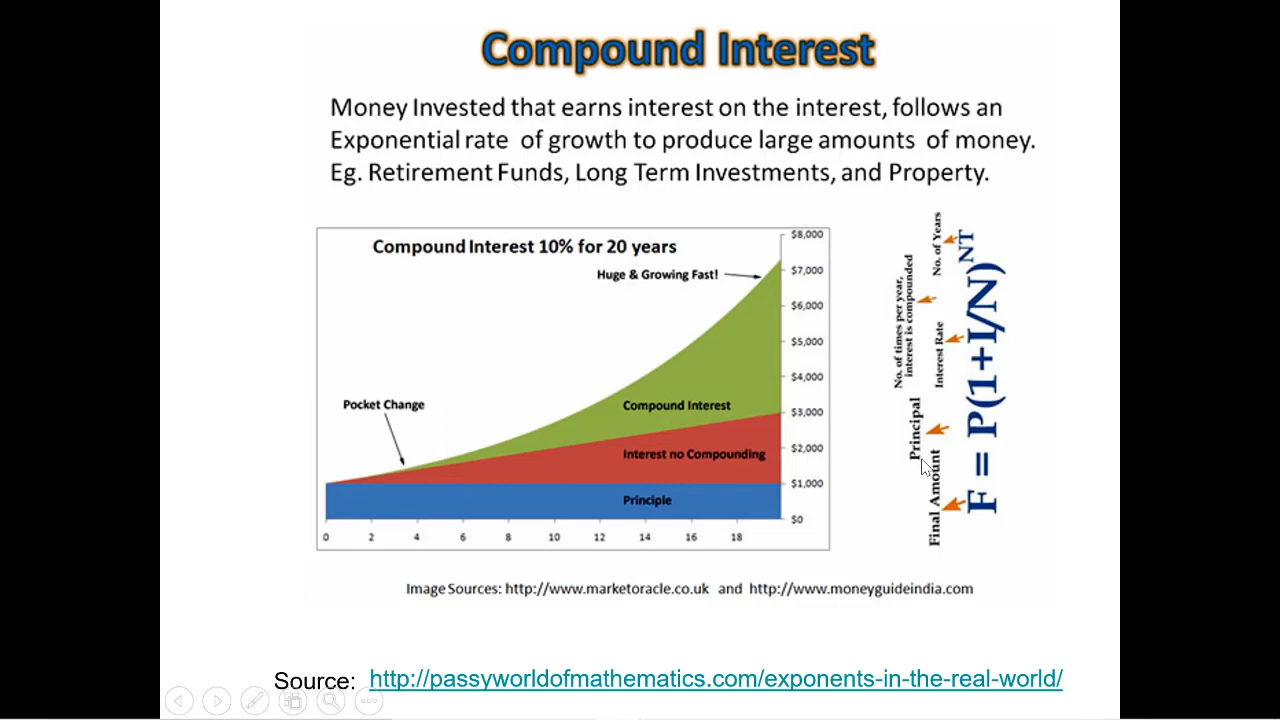 Compound Interest
Money Invested that earns interest on the interest, follows an
Exponential rate of growth to produce large amounts of money.
Eg. Retirement Funds, Long Term Investments, and Property.
Compound Interest 10% for 20 years
Huge & Growing Fast!
Pocket Change
Compound Interest
Interest no Compounding
Principle
$8,000
$7,000
$6,000
$5,000
$4,000
$3,000
$2,000
$1,000
$0
0 2 4 6 8 10 12 14 16 18
Final Amount
Principal
Interest Rate
No. of times per year,
interest is compounded
No. of Years
F = P(1+I/N)^NT
Image Sources: http://www.marketoracle.co.uk and http://www.moneyguideindia.com
Source: http://passyworldofmathematics.com/exponents-in-the-real-world/